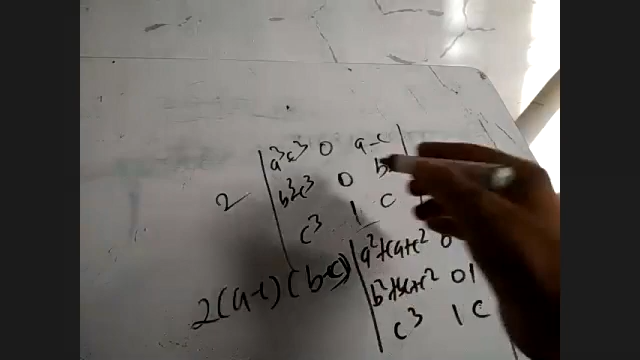 2 | a³-c³ 0 a-c |
| b³-c³ 0 b
| c³ 1 c
2(a-c)(b-c) | a²+ca+c² 0
| b²+bc+c² 0 1
| c³ 1 c